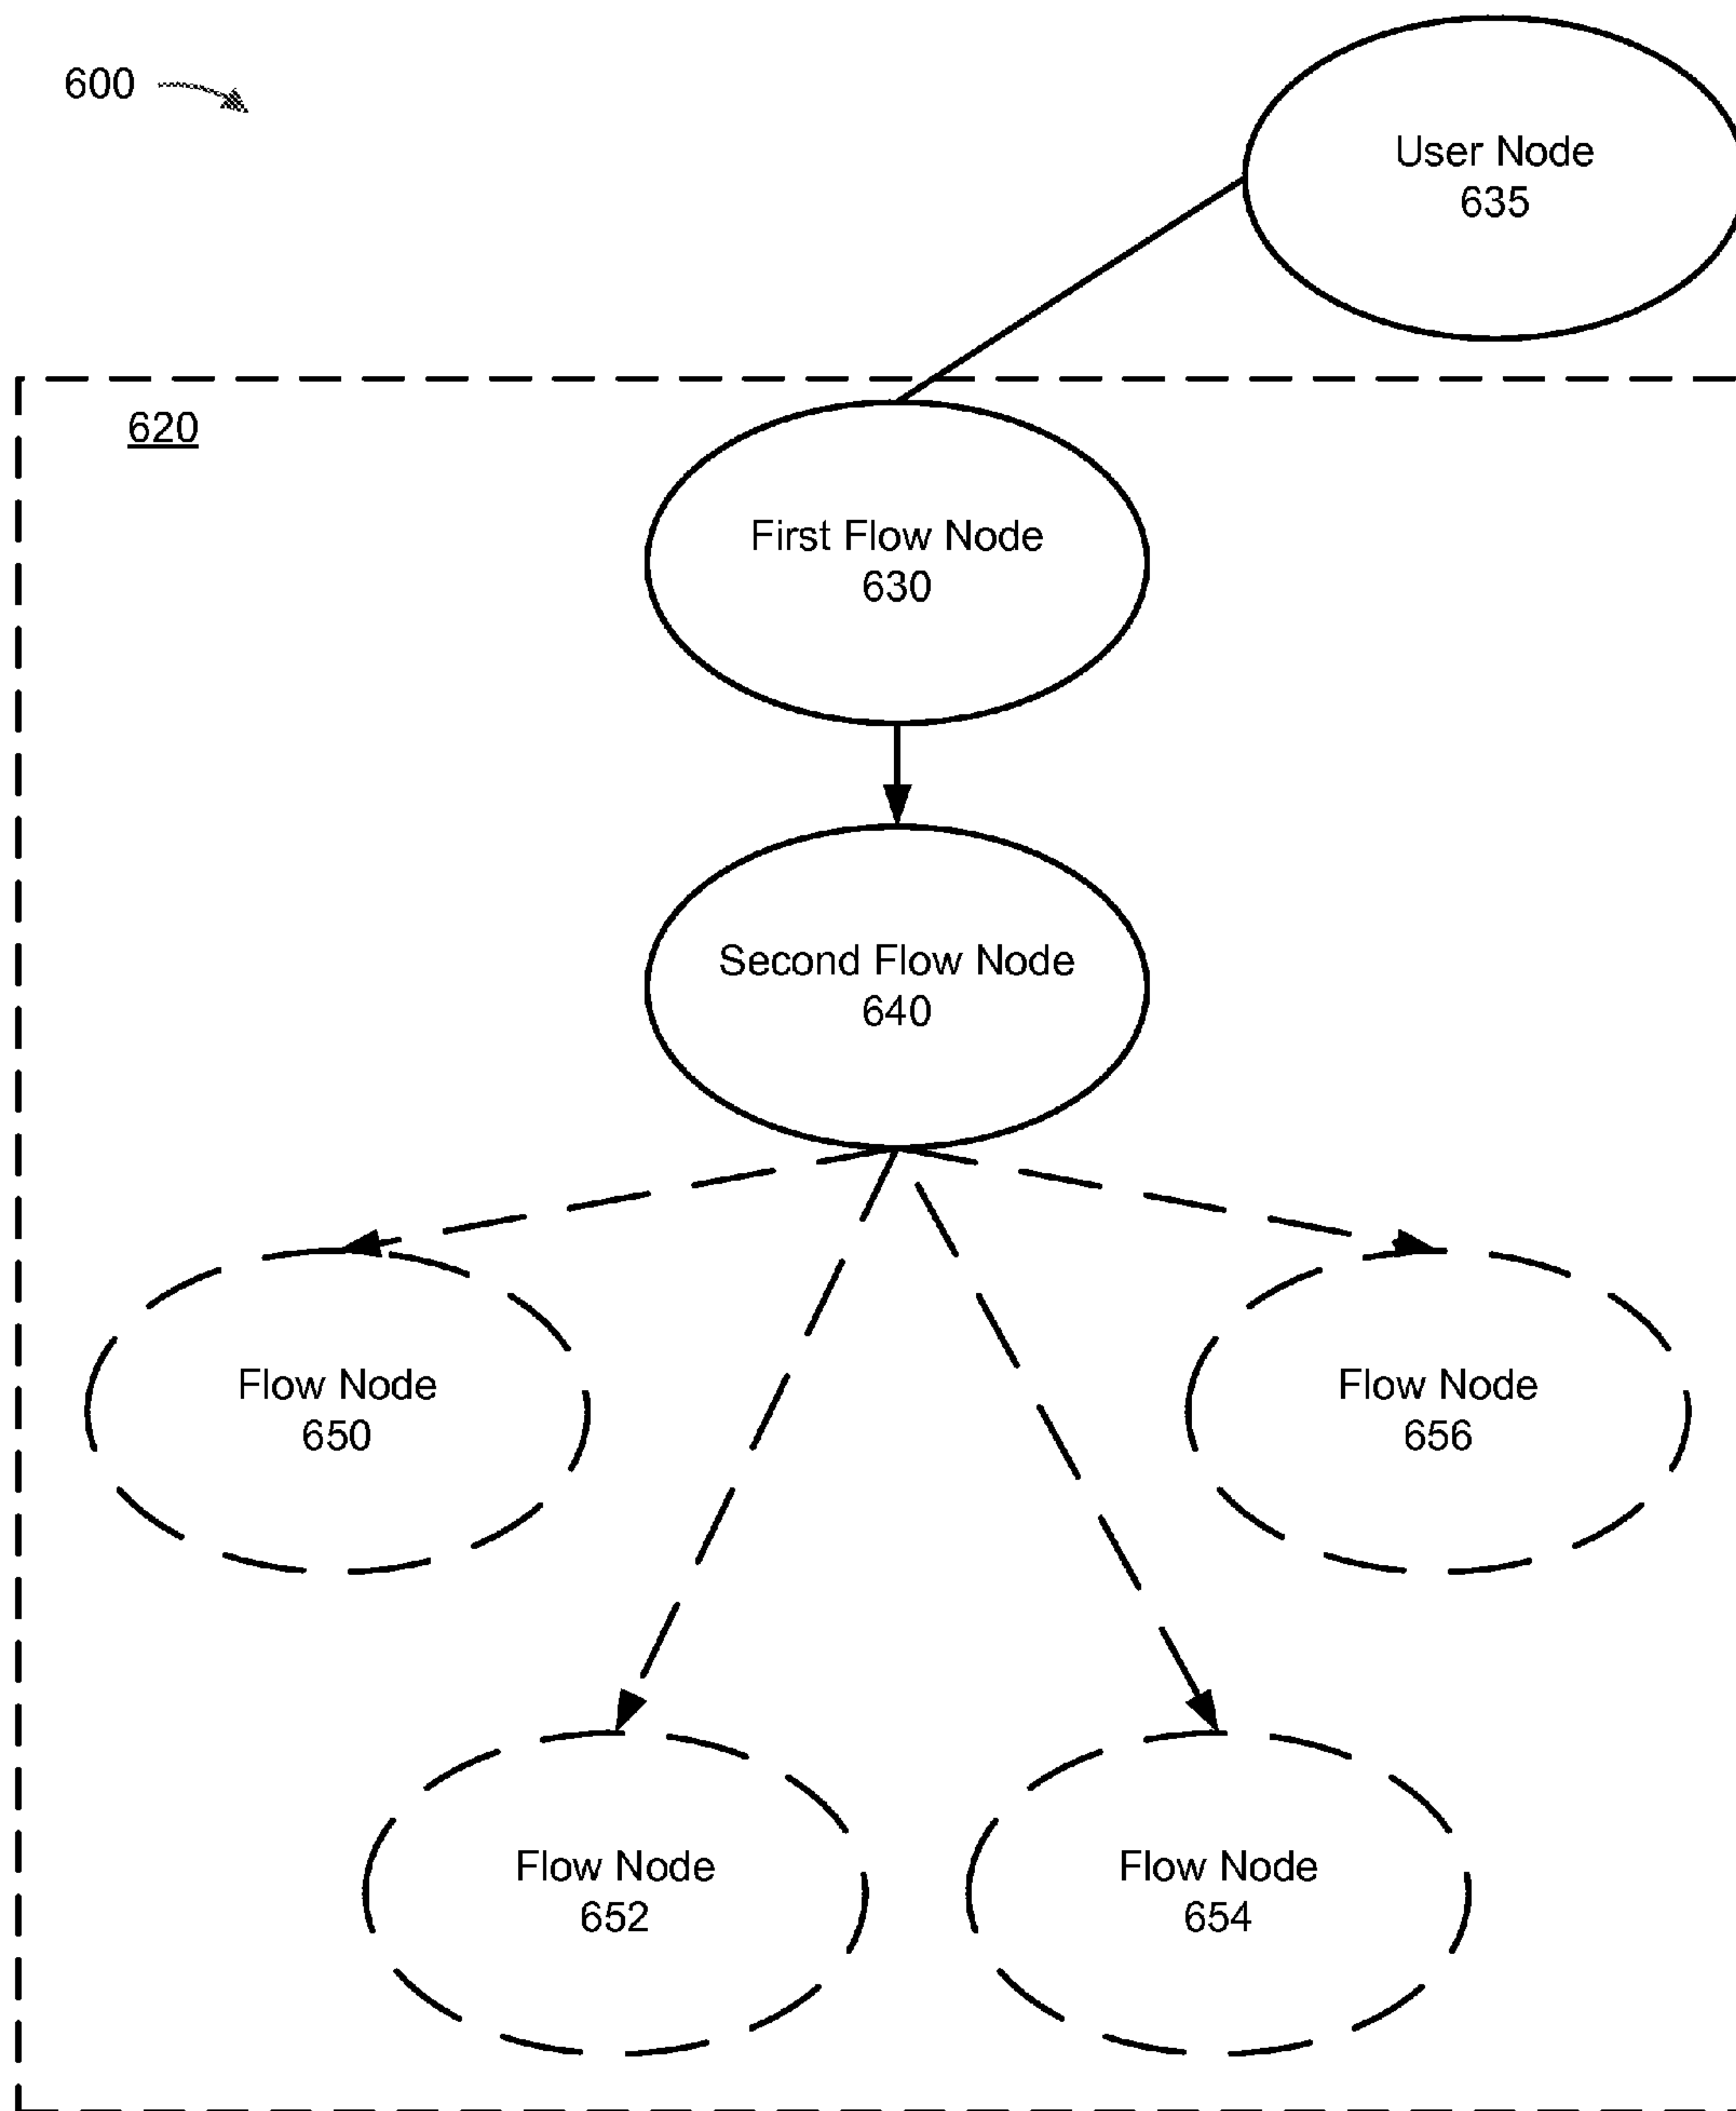 600
User Node
635
620
First Flow Node
630
Second Flow Node
640
Flow Node
650
Flow Node
656
Flow Node
652
Flow Node
654